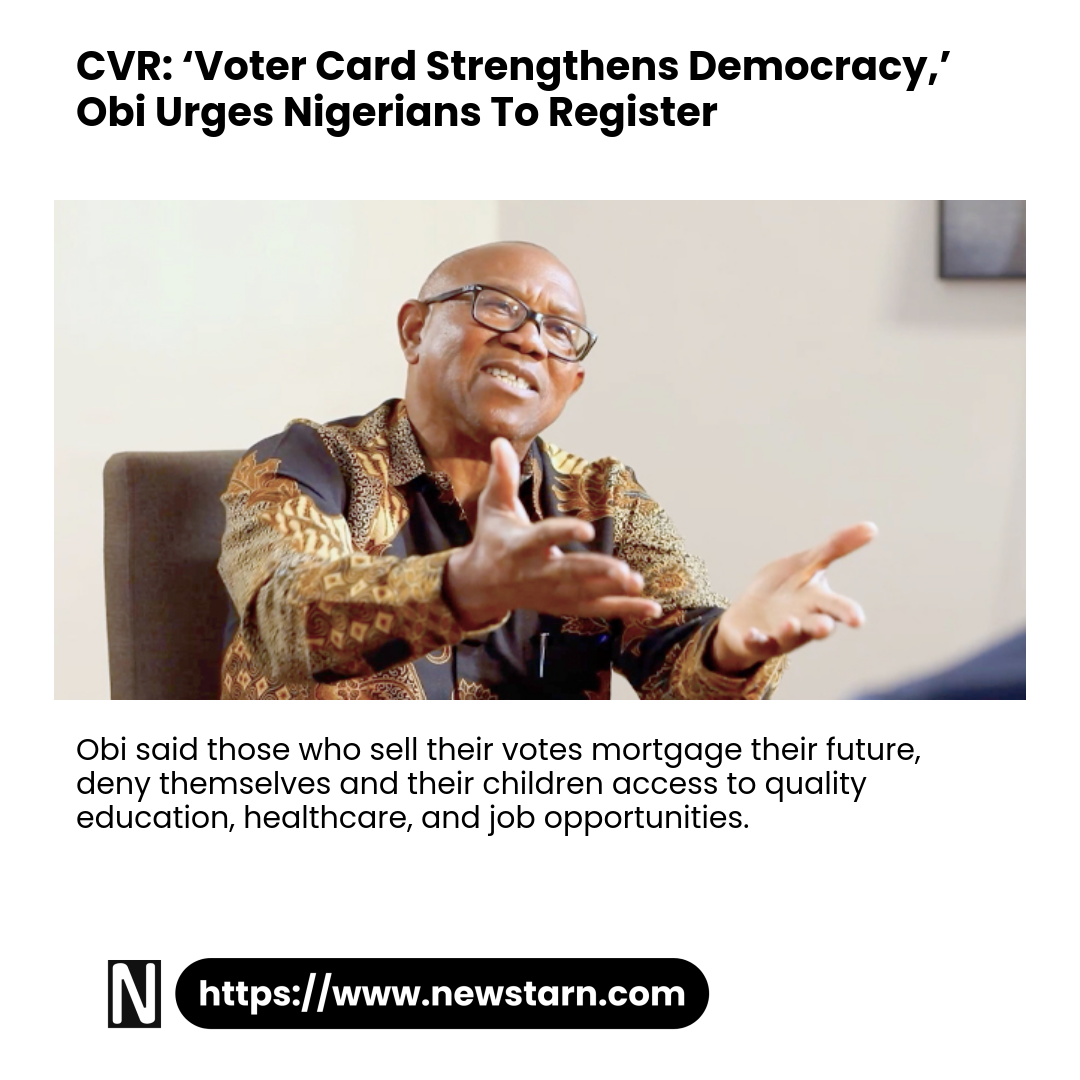 CVR: ‘Voter Card Strengthens Democracy,’
Obi Urges Nigerians To Register
Obi said those who sell their votes mortgage their future,
deny themselves and their children access to quality
education, healthcare, and job opportunities.
N https://www.newstarn.com